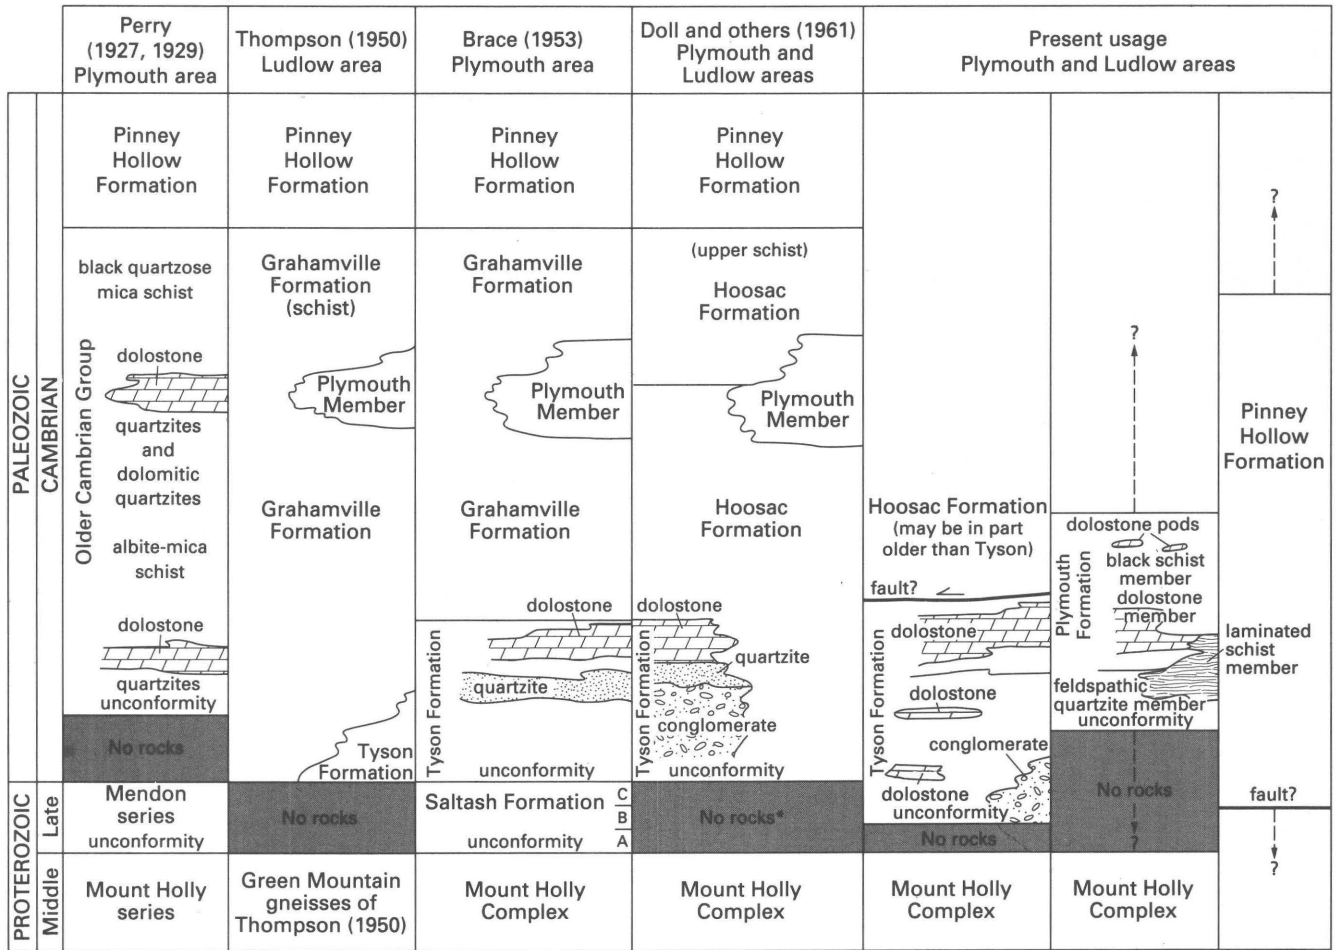 Perry
(1927, 1929)
Plymouth area
Thompson (1950)
Ludlow area
Brace (1953)
Plymouth area
Doll and others (1961)
Plymouth and
Ludlow areas
Present usage
Plymouth and Ludlow areas
PALEOZOIC
CAMBRIAN
PROTEROZOIC
Late
Middle
Pinney
Hollow
Formation
black quartzose
mica schist
Older Cambrian Group
dolostone
quartzites
and
dolomitic
quartzites
albite-mica
schist
dolostone
quartzites
unconformity
No rocks
Mendon
series
unconformity
Mount Holly
series
Pinney
Hollow
Formation
Grahamville
Formation
(schist)
Plymouth
Member
Grahamville
Formation
Tyson
Formation
No rocks
Green Mountain
gneisses of
Thompson (1950)
Pinney
Hollow
Formation
Grahamville
Formation
Plymouth
Member
Grahamville
Formation
dolostone
Tyson Formation
quartzite
unconformity
Saltash Formation
C
B
A
unconformity
Mount Holly
Complex
Pinney
Hollow
Formation
(upper schist)
Hoosac
Formation
Plymouth
Member
Hoosac
Formation
dolostone
Tyson Formation
quartzite
conglomerate
unconformity
No rocks*
Mount Holly
Complex
Hoosac Formation
(may be in part
older than Tyson)
fault?
dolostone
Tyson Formation
dolostone
conglomerate
dolostone
unconformity
No rocks
Mount Holly
Complex
?
dolostone pods
Plymouth
Formation
black schist
member
dolostone
member
feldspathic
quartzite member
unconformity
No rocks
?
Mount Holly
Complex
?
Pinney
Hollow
Formation
laminated
schist
member
fault?
?